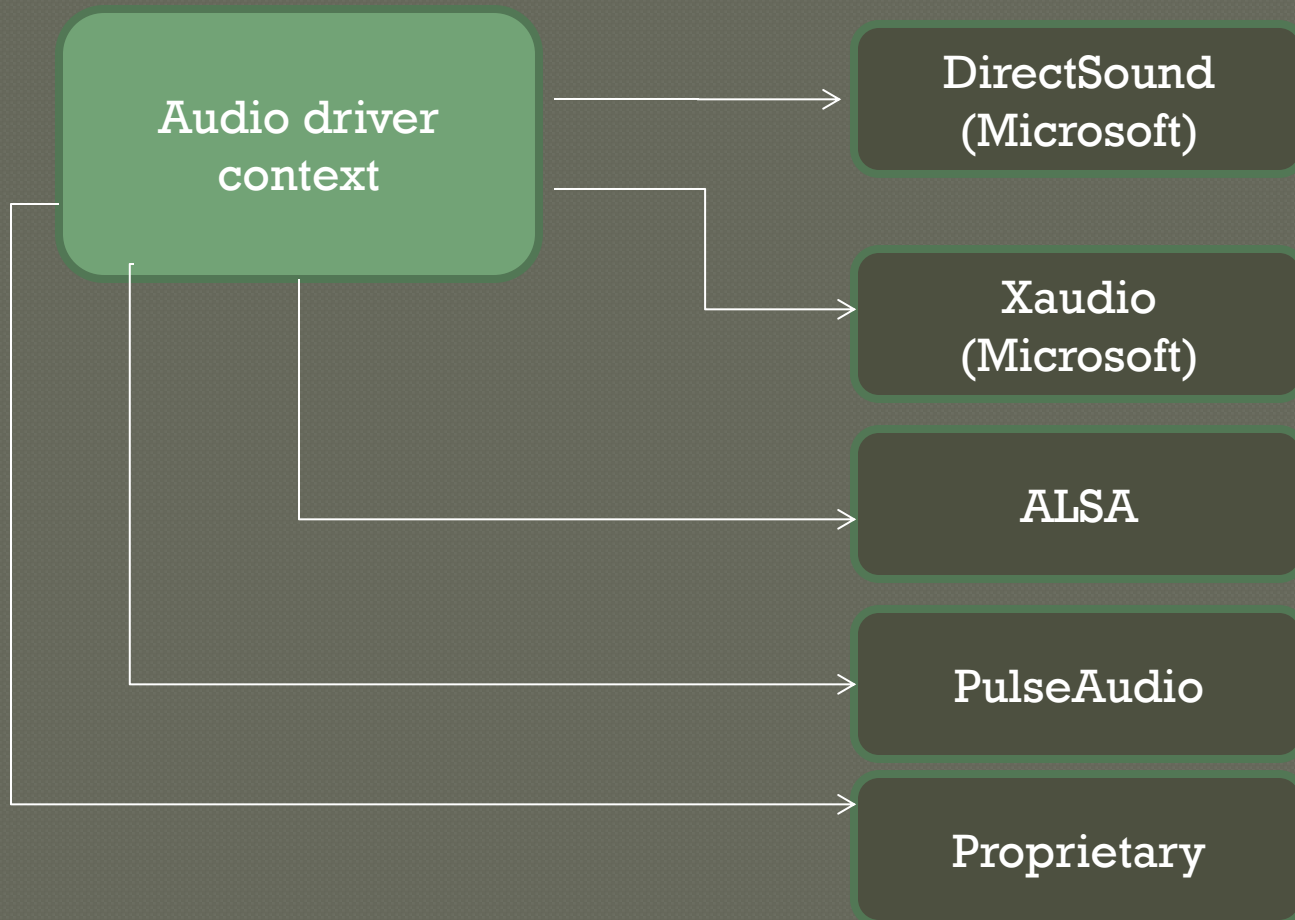 Audio driver
context
DirectSound
(Microsoft)
Xaudio
(Microsoft)
ALSA
PulseAudio
Proprietary